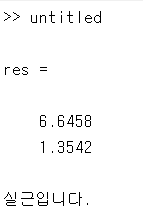 >> untitled
res =
6.6458
1.3542
실근입니다.